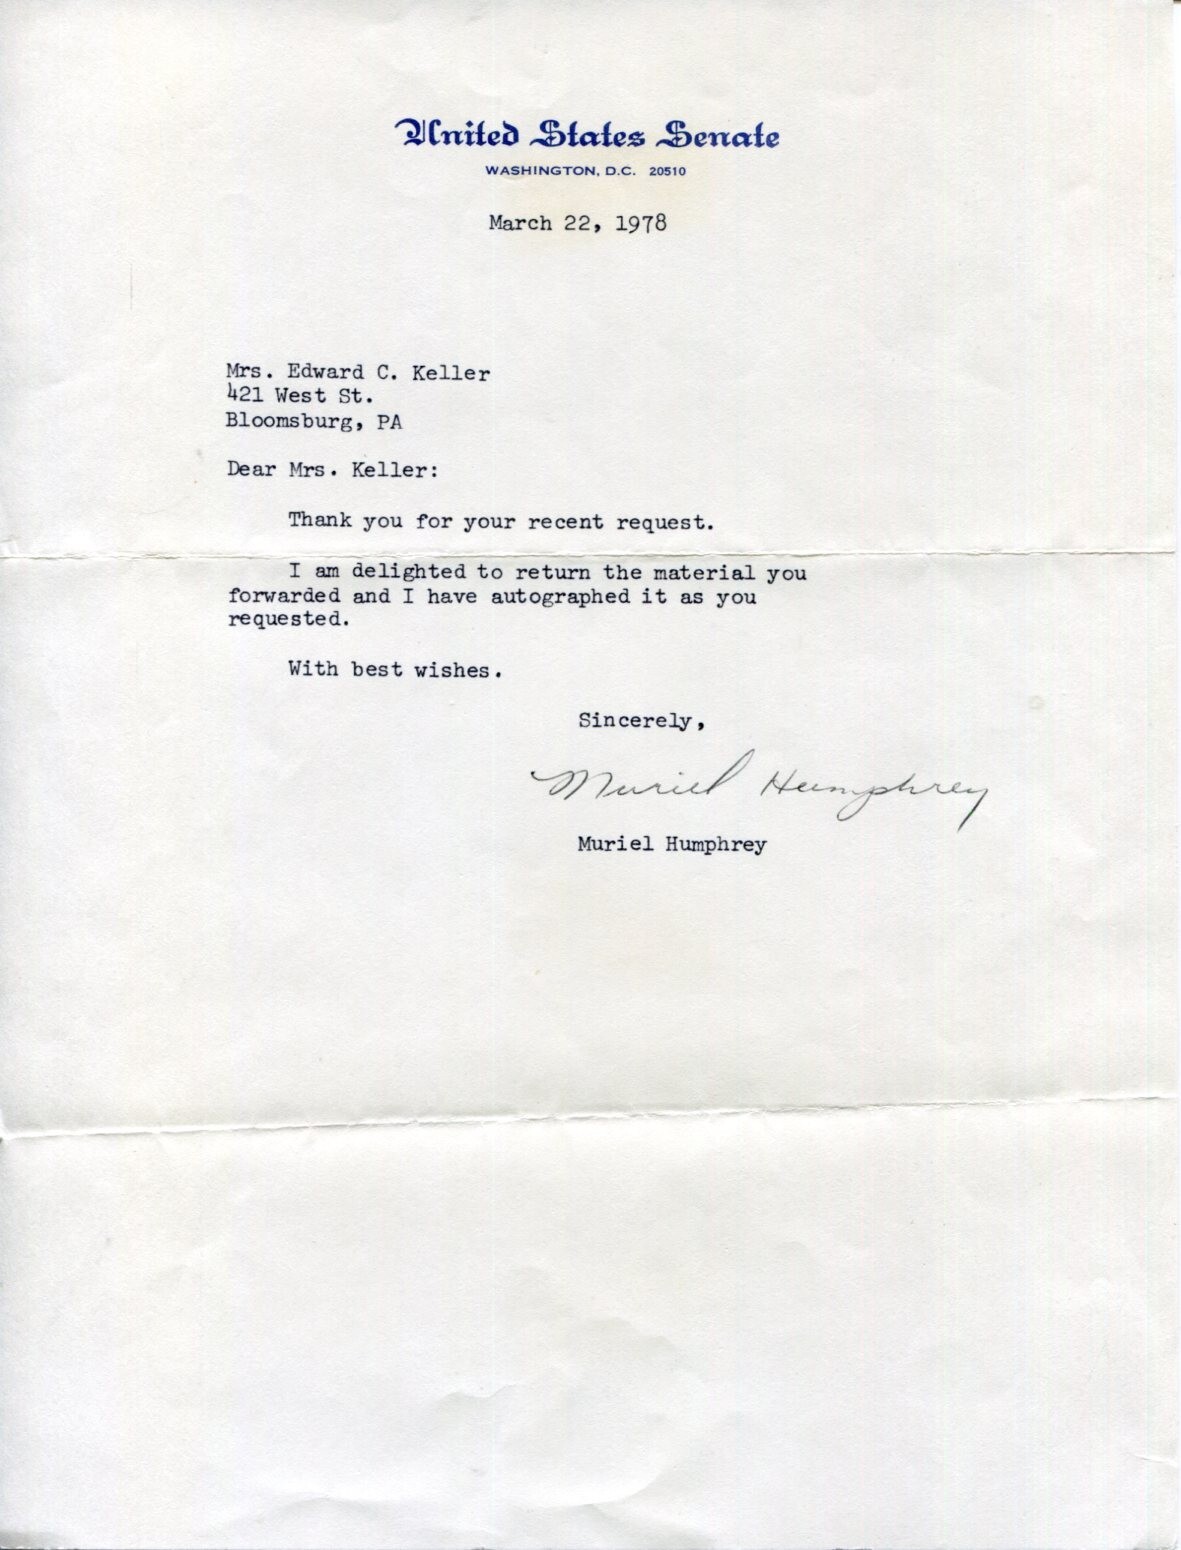 United States Senate
WASHINGTON, D.C. 20510
March 22, 1978
Mrs. Edward C. Keller
421 West St.
Bloomsburg, PA
Dear Mrs. Keller:
Thank you for your recent request.
I am delighted to return the material you
forwarded and I have autographed it as you
requested.
With best wishes.
Sincerely,
Muriel Humphrey
Muriel Humphrey